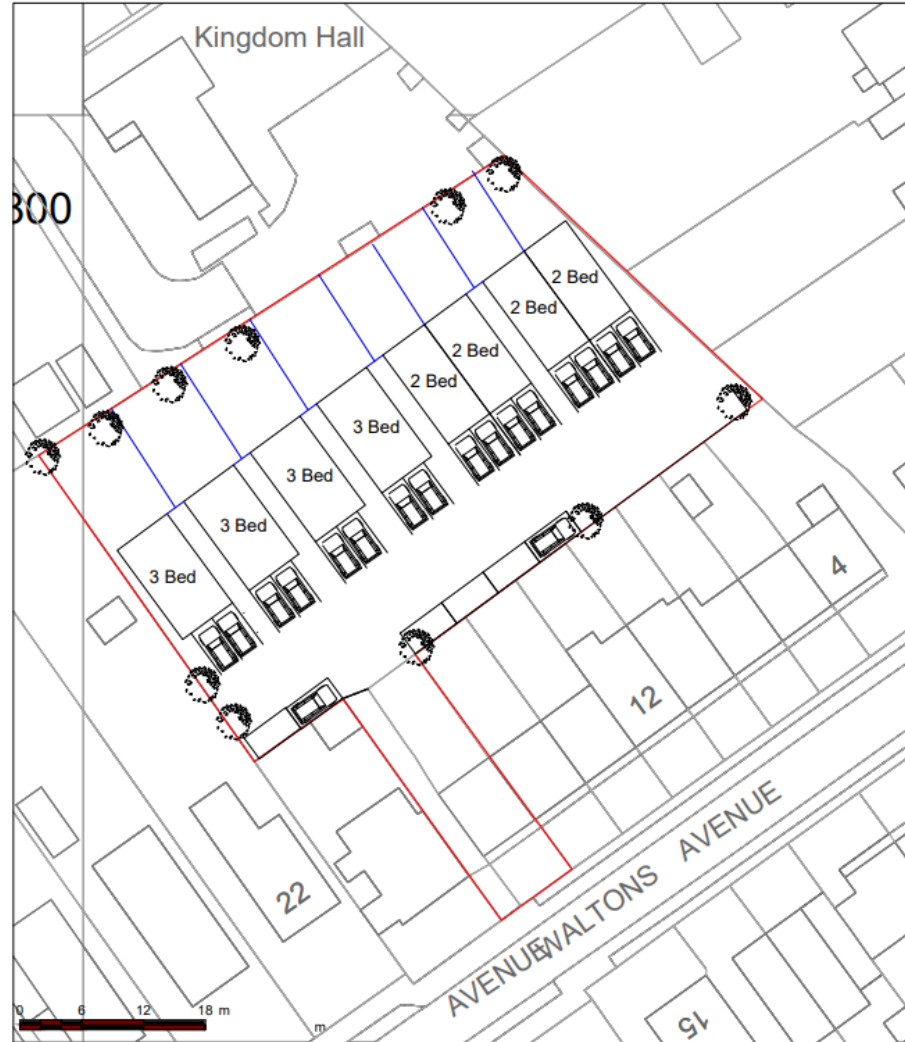 Kingdom Hall
300
2 Bed
2 Bed
2 Bed
2 Bed
3 Bed
3 Bed
3 Bed
3 Bed
4
12
22
WALTONS AVENUE
AVENUE
15
0 6 12 18 m
m